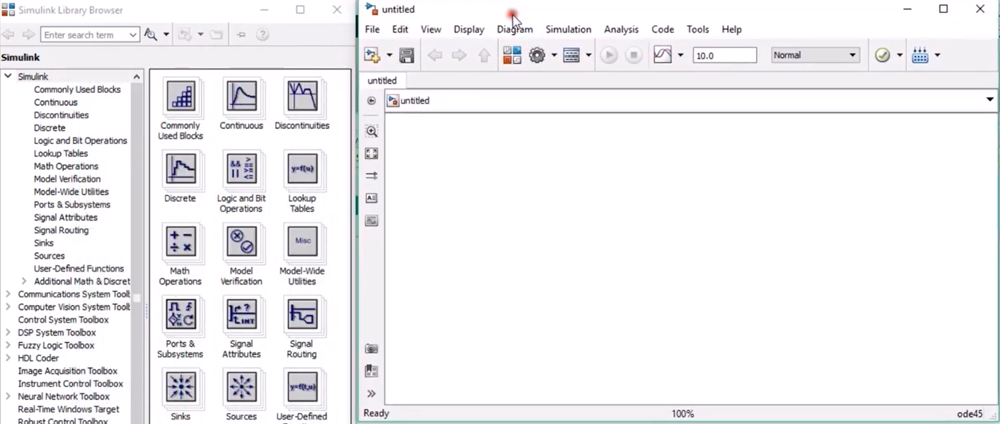 Simulink Library Browser
Enter search term
Simulink
Simulink
Commonly Used Blocks
Continuous
Discontinuities
Discrete
Logic and Bit Operations
Lookup Tables
Math Operations
Model Verification
Model-Wide Utilities
Ports & Subsystems
Signal Attributes
Signal Routing
Sinks
Sources
User-Defined Functions
Additional Math & Discret
Communications System Tool
Computer Vision System Tool
Control System Toolbox
DSP System Toolbox
Fuzzy Logic Toolbox
HDL Coder
Image Acquisition Toolbox
Instrument Control Toolbox
Neural Network Toolbox
Real-Time Windows Target
Robust Control Toolbox
Commonly
Used Blocks
Continuous
Discontinuities
Discrete
&& > >=
|| == <=
Logic and Bit
Operations
y=f(u)
Lookup
Tables
+ −
÷ ×
Math
Operations
Model
Verification
Misc
Model-Wide
Utilities
Ports &
Subsystems
?
INT
Signal
Attributes
Signal
Routing
Sinks
Sources
y=f(t,u)
User-Defined
untitled
File Edit View Display Diagram Simulation Analysis Code Tools Help
10.0 Normal
untitled
untitled
Ready 100% ode45